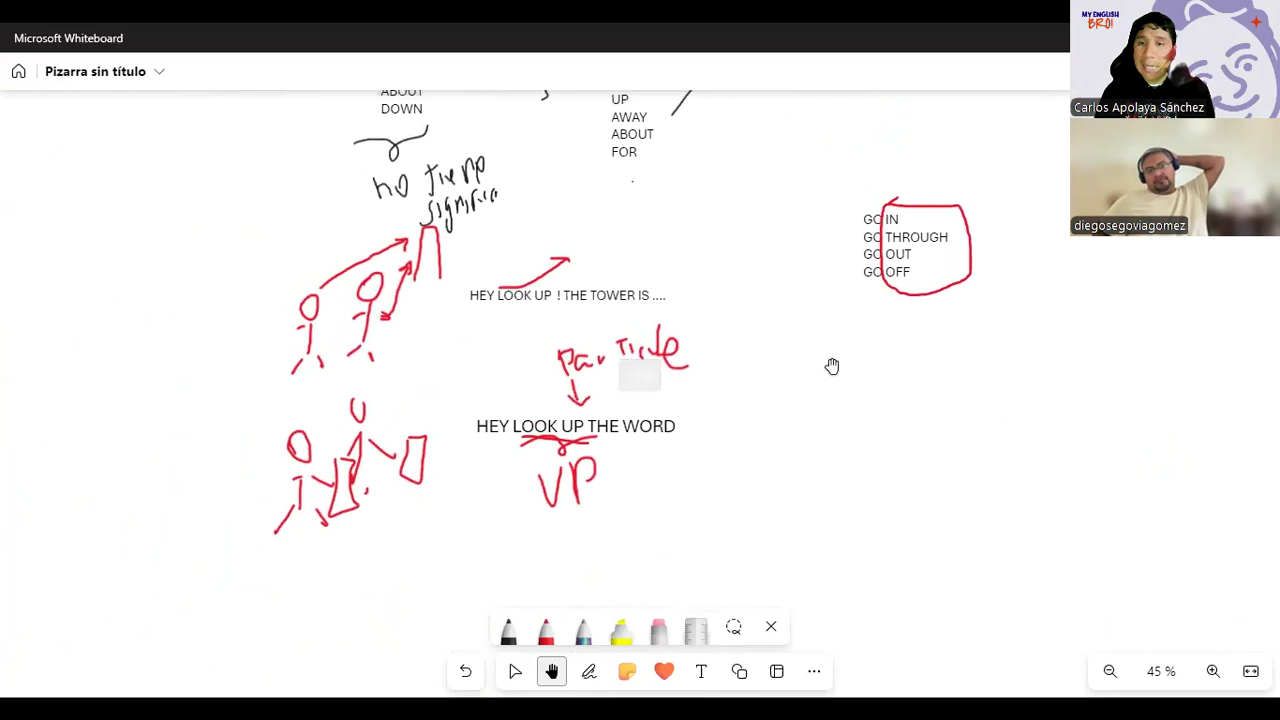 Microsoft Whiteboard
Pizarra sin título
MY ENGLISH
BRO!
Carlos Apolaya Sánchez
diegosegoviagomez
ABOUT
DOWN
UP
AWAY
ABOUT
FOR
no tiene
GO IN
GO THROUGH
GO OUT
GO OFF
HEY LOOK UP ! THE TOWER IS ....
Particle
HEY LOOK UP THE WORD
VP
45 %